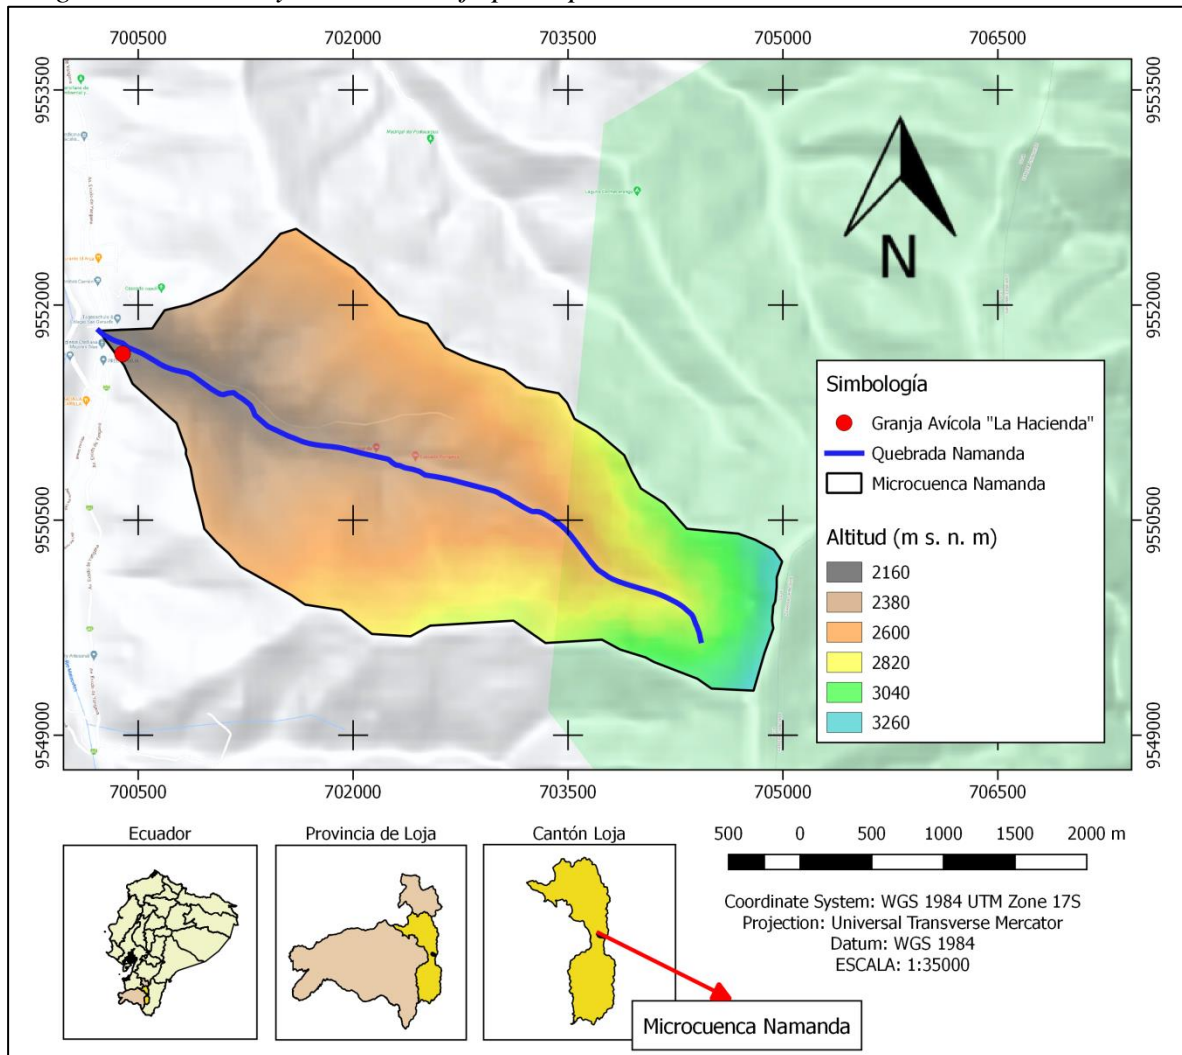 700500 702000 703500 705000 706500
9553500 9553500
Laguna
9552000 9552000
N
Simbología
Granja Avícola "La Hacienda"
Quebrada Namanda
Microcuenca Namanda
9550500 9550500
Altitud (m s. n. m)
2160
2380
2600
2820
3040
3260
9549000 9549000
700500 702000 703500 705000 706500
Ecuador Provincia de Loja Cantón Loja
500 0 500 1000 1500 2000 m
Coordinate System: WGS 1984 UTM Zone 17S
Projection: Universal Transverse Mercator
Datum: WGS 1984
ESCALA: 1:35000
Microcuenca Namanda